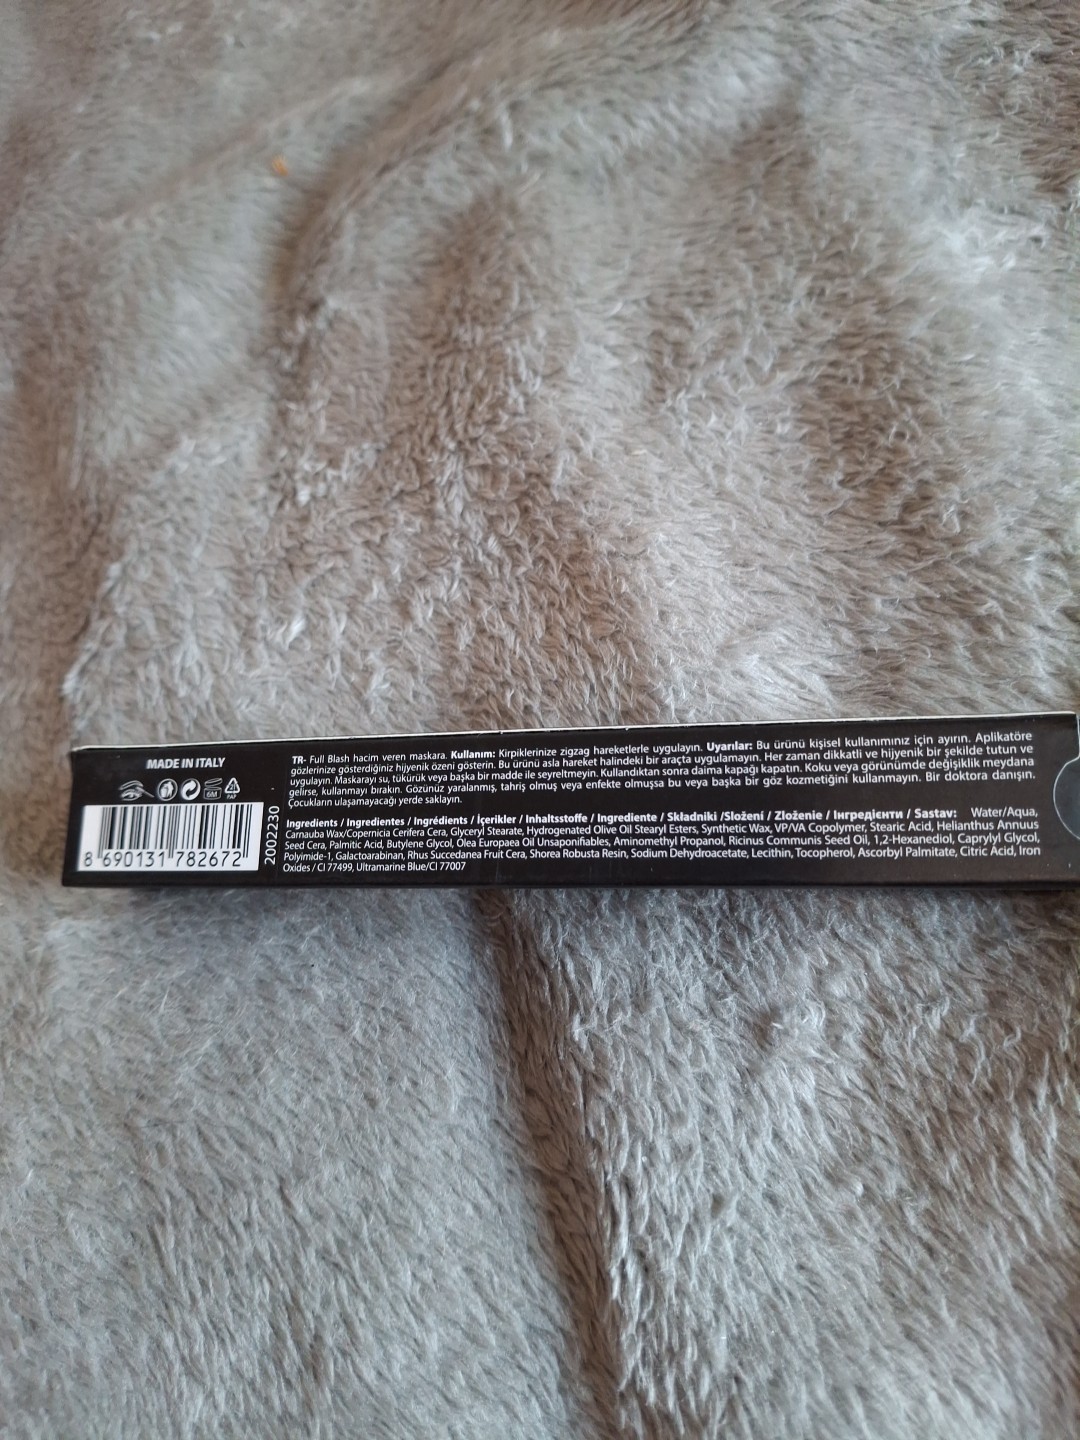 MADE IN ITALY
6M
PAP
8 690131 782672
2002230
TR- Full Blash hacim veren maskara. Kullanım: Kirpiklerinize zigzag hareketlerle uygulayın. Uyarılar: Bu ürünü kişisel kullanımınız için ayırın. Aplikatöre
gözlerinize gösterdiğiniz hijyenik özeni gösterin. Bu ürünü asla hareket halindeki bir araçta uygulamayın. Her zaman dikkatli ve hijyenik bir şekilde tutun ve
uygulayın. Maskarayı su, tükürük veya başka bir madde ile seyreltmeyin. Kullandıktan sonra daima kapağı kapatın. Koku veya görünümde değişiklik meydana
gelirse, kullanmayı bırakın. Gözünüz yaralanmış, tahriş olmuş veya enfekte olmuşsa bu veya başka bir göz kozmetiğini kullanmayın. Bir doktora danışın.
Çocukların ulaşamayacağı yerde saklayın.
Ingredients / Ingredientes / Ingrédients / İçerikler / Inhaltsstoffe / Ingrediente / Składniki /Složení / Zloženie / Інгредієнти / Sastav: Water/Aqua,
Carnauba Wax/Copernicia Cerifera Cera, Glyceryl Stearate, Hydrogenated Olive Oil Stearyl Esters, Synthetic Wax, VP/VA Copolymer, Stearic Acid, Helianthus Annuus
Seed Cera, Palmitic Acid, Butylene Glycol, Olea Europaea Oil Unsaponifiables, Aminomethyl Propanol, Ricinus Communis Seed Oil, 1,2-Hexanediol, Caprylyl Glycol,
Polyimide-1, Galactoarabinan, Rhus Succedanea Fruit Cera, Shorea Robusta Resin, Sodium Dehydroacetate, Lecithin, Tocopherol, Ascorbyl Palmitate, Citric Acid, Iron
Oxides / CI 77499, Ultramarine Blue/CI 77007